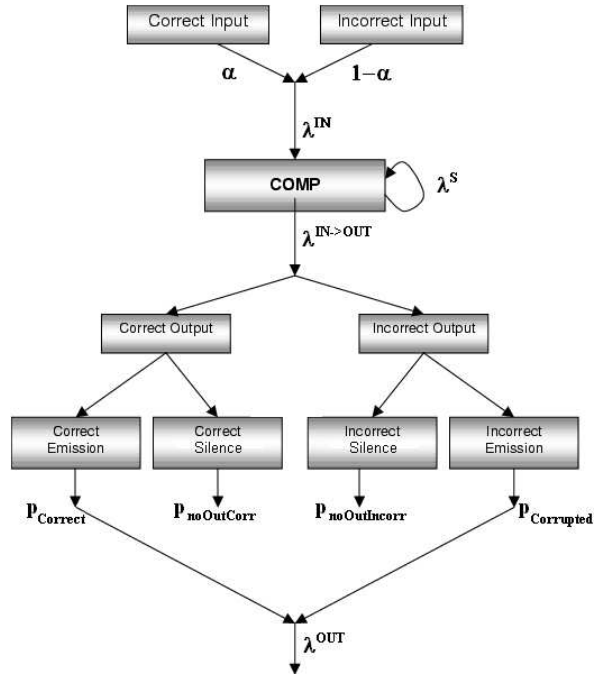 Correct Input
Incorrect Input
α
1–α
λ^IN
COMP
λ^S
λ^IN->OUT
Correct Output
Incorrect Output
Correct
Emission
Correct
Silence
Incorrect
Silence
Incorrect
Emission
p_Correct
p_noOutCorr
p_noOutIncorr
p_Corrupted
λ^OUT